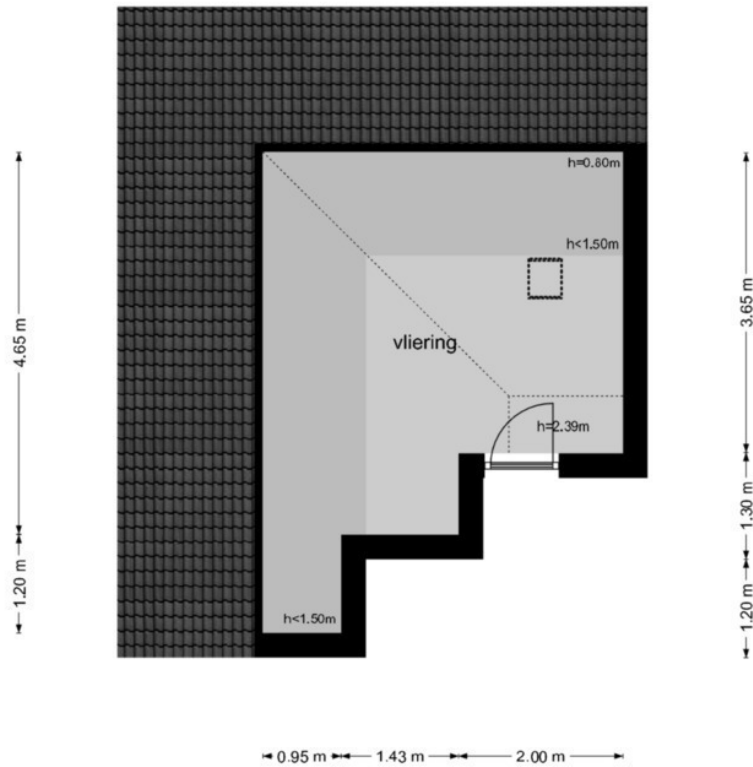 h=0.80m
h<1.50m
vliering
h=2.39m
h<1.50m
4.65 m
1.20 m
3.65 m
1.30 m
1.20 m
0.95 m
1.43 m
2.00 m